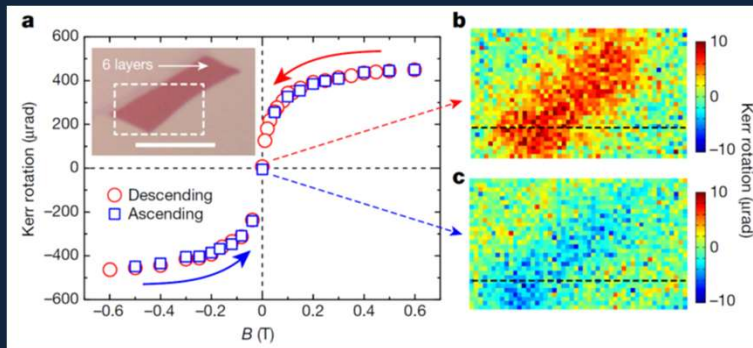 a
600
400
200
0
−200
−400
−600
Kerr rotation (μrad)
6 layers
Descending
Ascending
−0.6
−0.4
−0.2
0
0.2
0.4
0.6
B (T)
b
10
0
−10
c
10
0
−10
Kerr rotation (μrad)